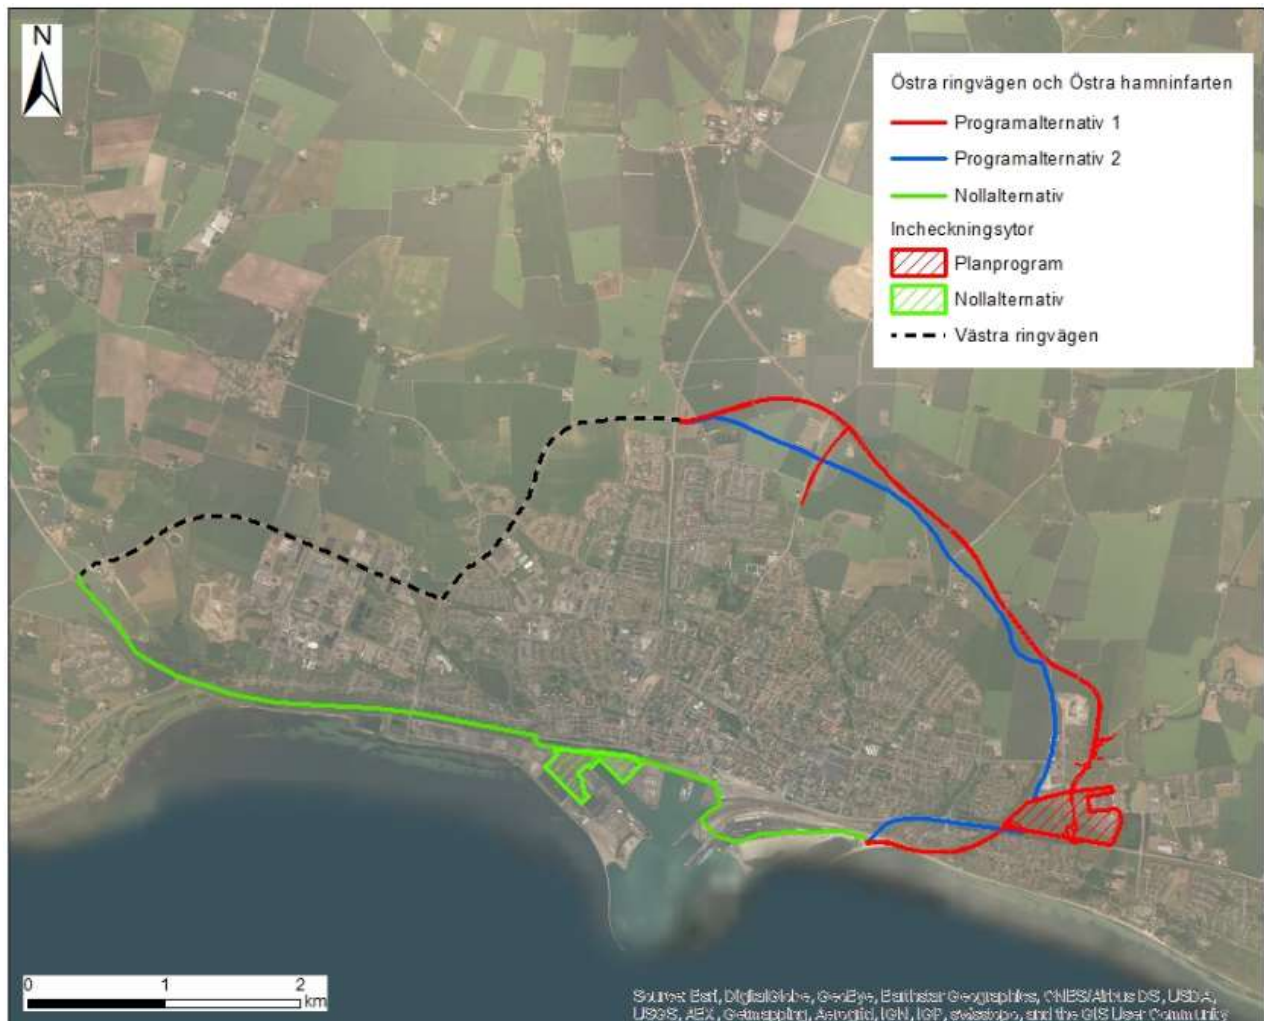 N
Östra ringvägen och Östra hamninfarten
Programalternativ 1
Programalternativ 2
Nollalternativ
Incheckningsytor
Planprogram
Nollalternativ
Västra ringvägen
0 1 2
km
Source: Esri, DigitalGlobe, GeoEye, Earthstar Geographics, CNES/Airbus DS, USDA,
USGS, AEX, Getmapping, Aerogrid, IGN, IGP, swisstopo, and the GIS User Community